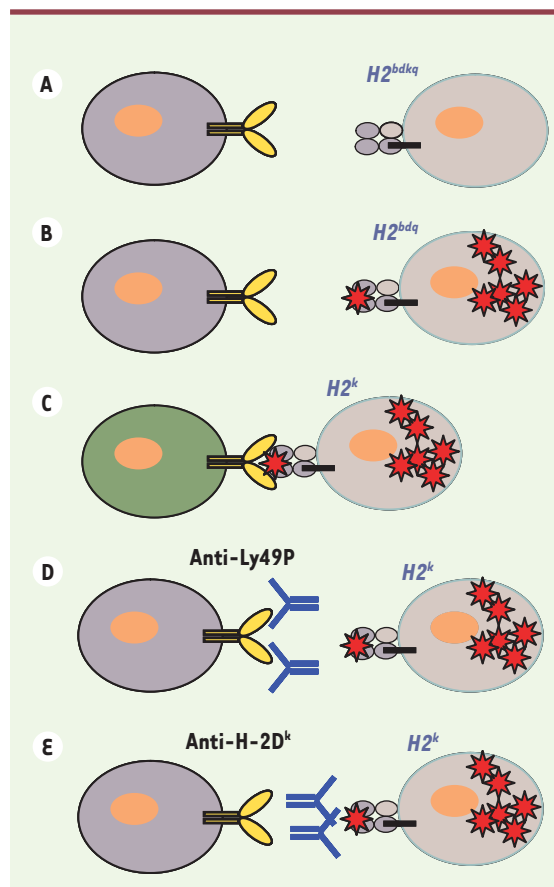 A
H2bdkq
B
H2bdq
C
H2k
Anti-Ly49P
D
H2k
Anti-H-2Dk
E
H2k